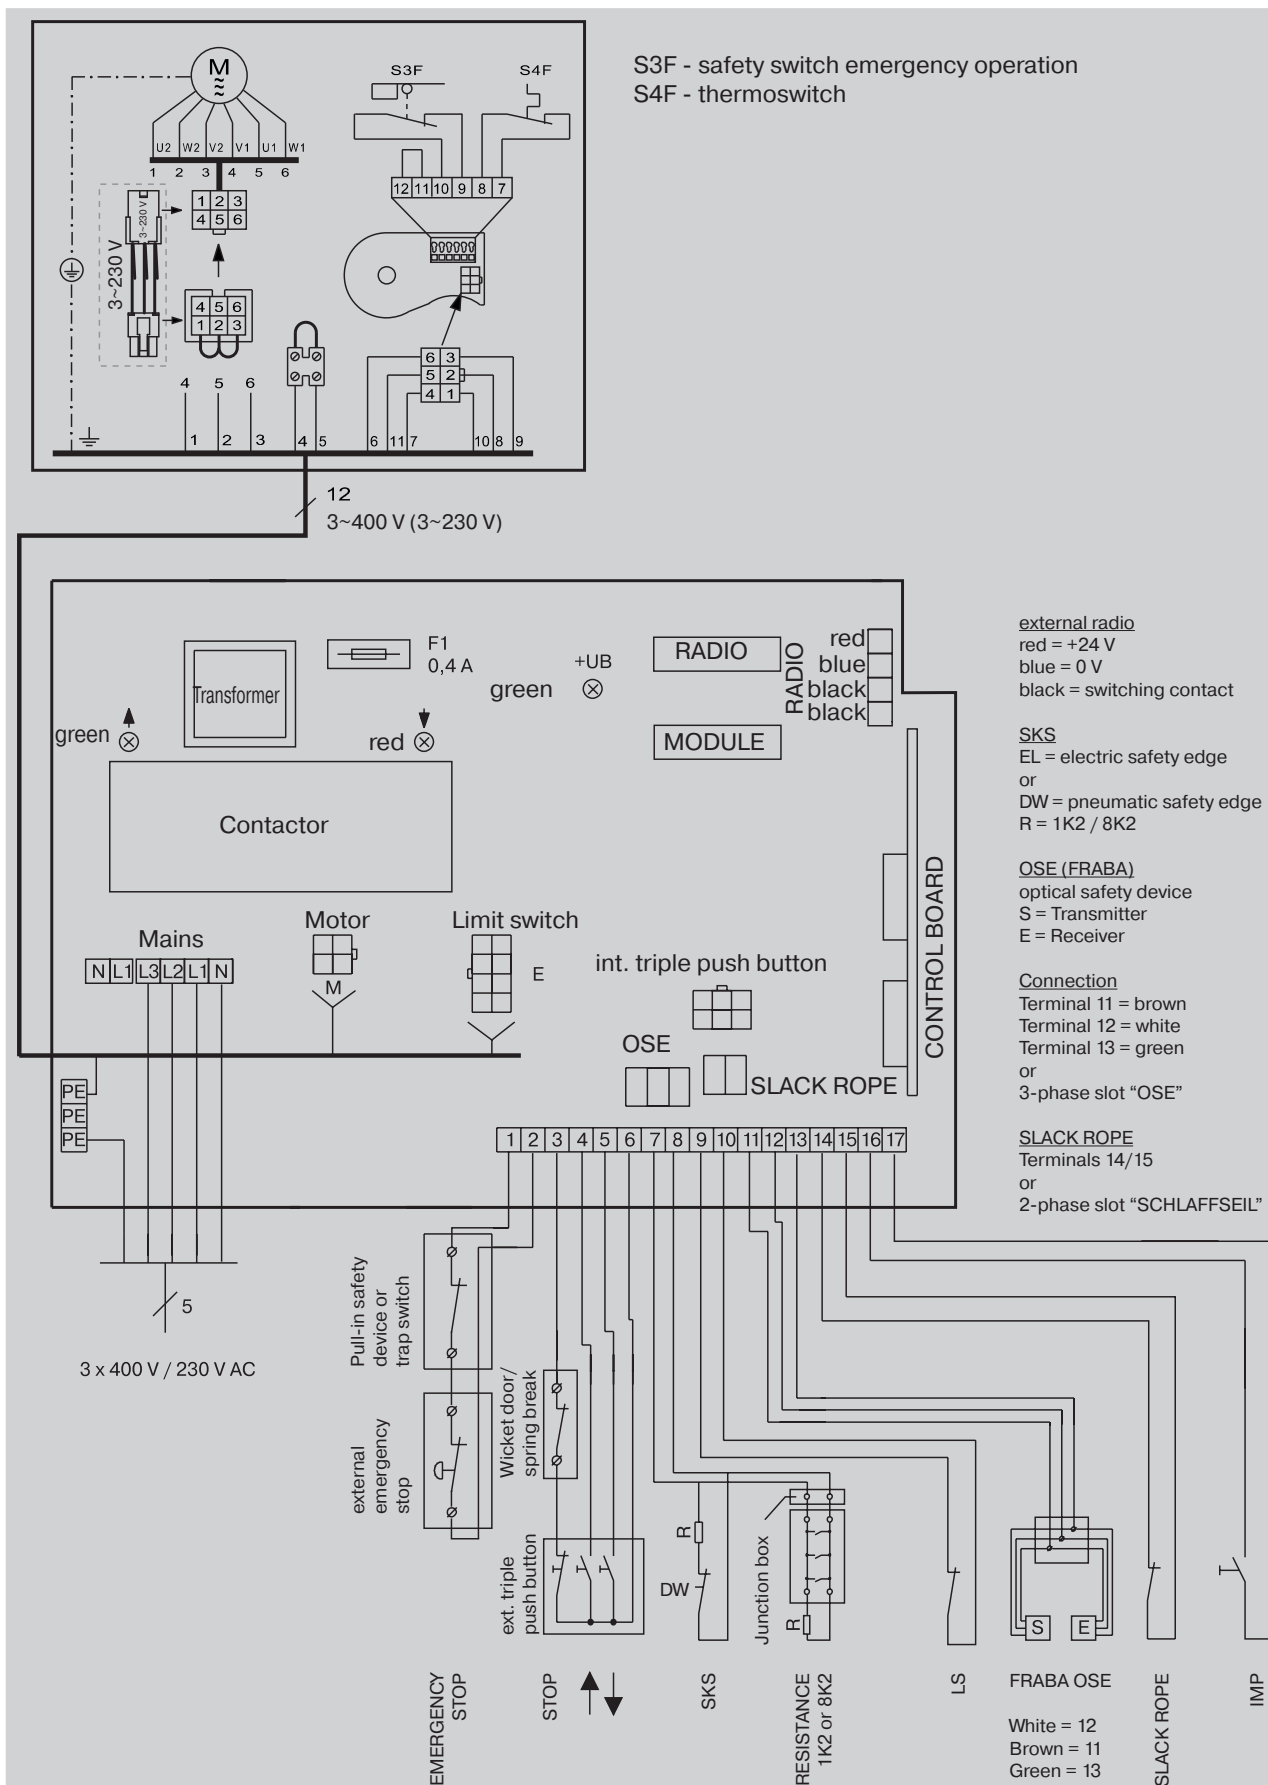 S3F - safety switch emergency operation
S4F - thermoswitch
M
S3F
S4F
U2 W2 V2 V1 U1 W1
1 2 3 4 5 6
12 11 10 9 8 7
1 2 3
4 5 6
3~230 V
3~230 V
4 5 6
1 2 3
6 3
5 2
4 1
4 5 6
1 2 3 4 5 6 11 7 10 8 9
12
3~400 V (3~230 V)
F1
0,4 A
Transformer
green
red
+UB
green
RADIO
MODULE
RADIO
red
blue
black
black
Contactor
CONTROL BOARD
Mains
N L1 L3 L2 L1 N
Motor
M
Limit switch
E
int. triple push button
OSE
SLACK ROPE
PE
PE
PE
1 2 3 4 5 6 7 8 9 10 11 12 13 14 15 16 17
external radio
red = +24 V
blue = 0 V
black = switching contact
SKS
EL = electric safety edge
or
DW = pneumatic safety edge
R = 1K2 / 8K2
OSE (FRABA)
optical safety device
S = Transmitter
E = Receiver
Connection
Terminal 11 = brown
Terminal 12 = white
Terminal 13 = green
or
3-phase slot “OSE”
SLACK ROPE
Terminals 14/15
or
2-phase slot “SCHLAFFSEIL”
5
3 x 400 V / 230 V AC
Pull-in safety
device or
trap switch
external
emergency
stop
Wicket door/
spring break
ext. triple
push button
R
DW
Junction box
R
S
E
EMERGENCY
STOP
STOP
SKS
RESISTANCE
1K2 or 8K2
LS
FRABA OSE
White = 12
Brown = 11
Green = 13
SLACK ROPE
IMP